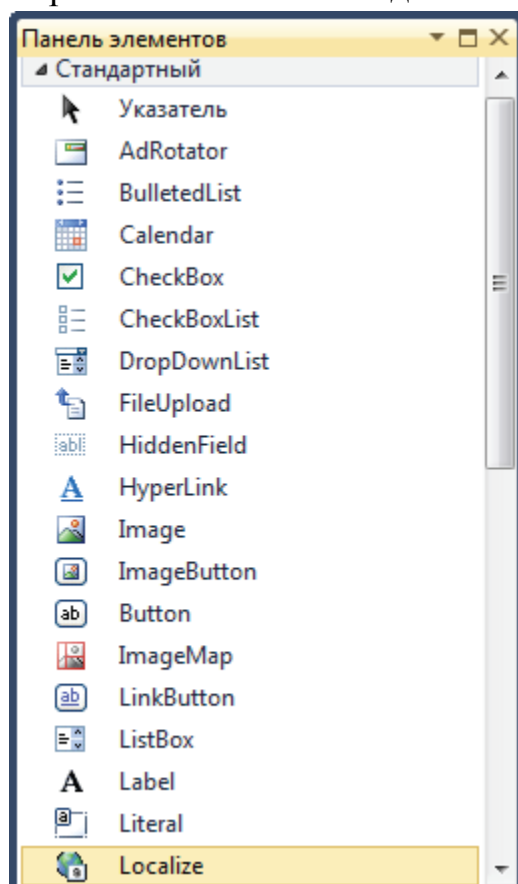 Панель элементов
Стандартный
Указатель
AdRotator
BulletedList
Calendar
CheckBox
CheckBoxList
DropDownList
FileUpload
HiddenField
HyperLink
Image
ImageButton
Button
ImageMap
LinkButton
ListBox
Label
Literal
Localize